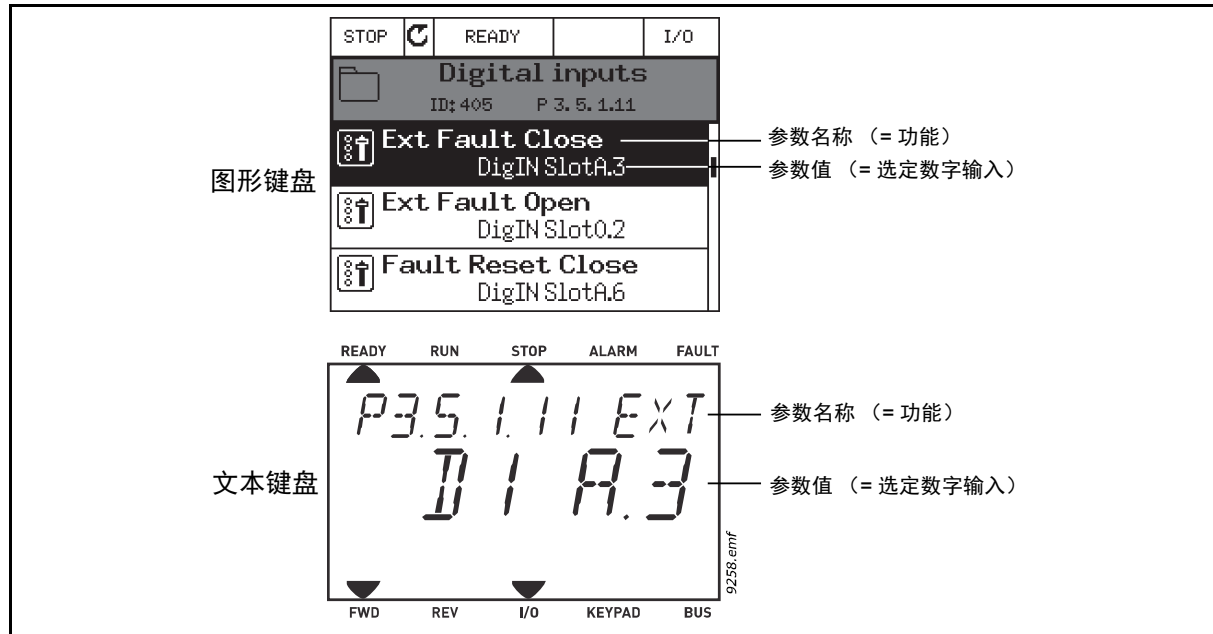 STOP READY I/O
Digital inputs
ID: 405 P 3.5.1.11
Ext Fault Close
DigIN SlotA.3
Ext Fault Open
DigIN Slot0.2
Fault Reset Close
DigIN SlotA.6
图形键盘
参数名称 （= 功能）
参数值 （= 选定数字输入）
READY RUN STOP ALARM FAULT
P3.5.1.11 EXT
DI A.3
FWD REV I/O KEYPAD BUS
文本键盘
参数名称 （= 功能）
参数值 （= 选定数字输入）
9258.emf